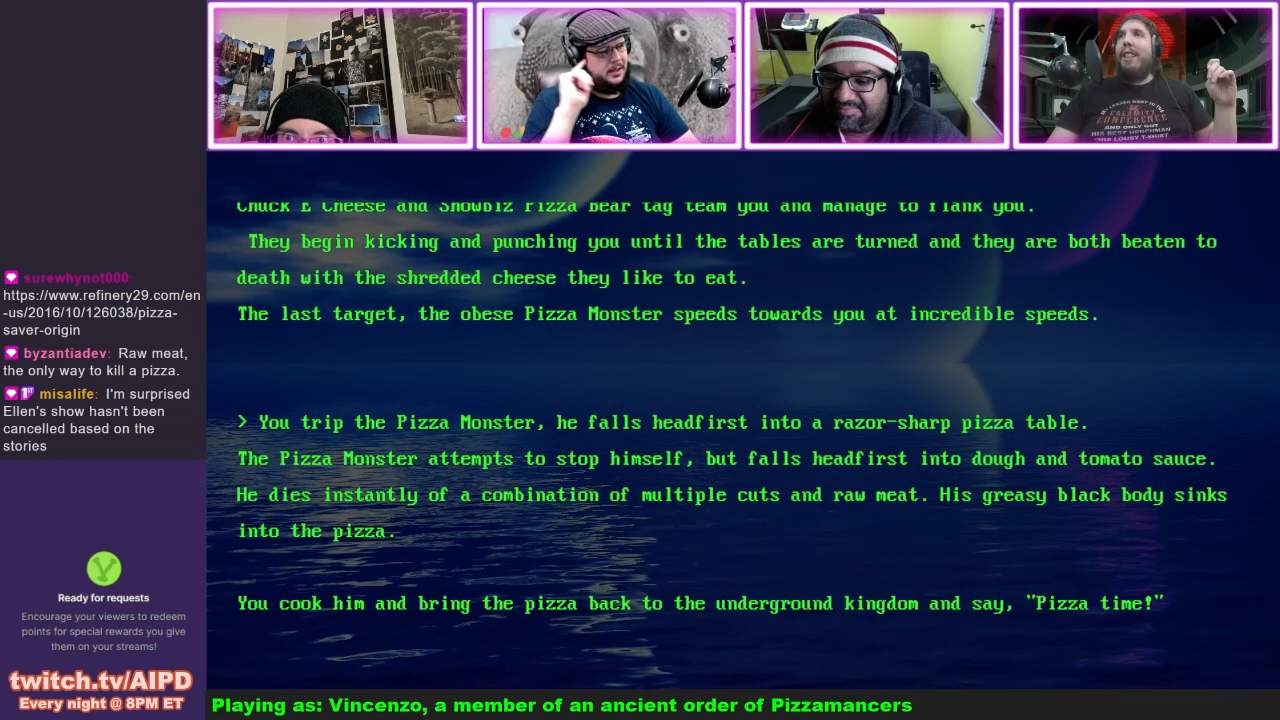 AND ONLY GOT
Chuck E Cheese and Showbiz Pizza Bear tag team you and manage to flank you.
They begin kicking and punching you until the tables are turned and they are both beaten to
death with the shredded cheese they like to eat.
The last target, the obese Pizza Monster speeds towards you at incredible speeds.
> You trip the Pizza Monster, he falls headfirst into a razor-sharp pizza table.
The Pizza Monster attempts to stop himself, but falls headfirst into dough and tomato sauce.
He dies instantly of a combination of multiple cuts and raw meat. His greasy black body sinks
into the pizza.
You cook him and bring the pizza back to the underground kingdom and say, "Pizza time!"
surewhynot000:
https://www.refinery29.com/en
-us/2016/10/126038/pizza-
saver-origin
byzantiadev: Raw meat,
the only way to kill a pizza.
1ST misalife: I'm surprised
Ellen's show hasn't been
cancelled based on the
stories
Ready for requests
Encourage your viewers to redeem
points for special rewards you give
them on your streams!
twitch.tv/AIPD
Every night @ 8PM ET
Playing as: Vincenzo, a member of an ancient order of Pizzamancers